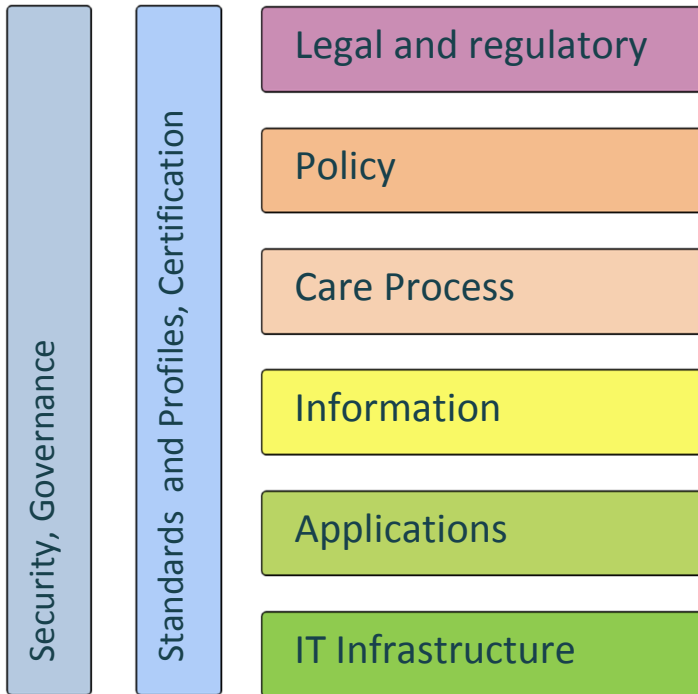 Security, Governance
Standards and Profiles, Certification
Legal and regulatory
Policy
Care Process
Information
Applications
IT Infrastructure